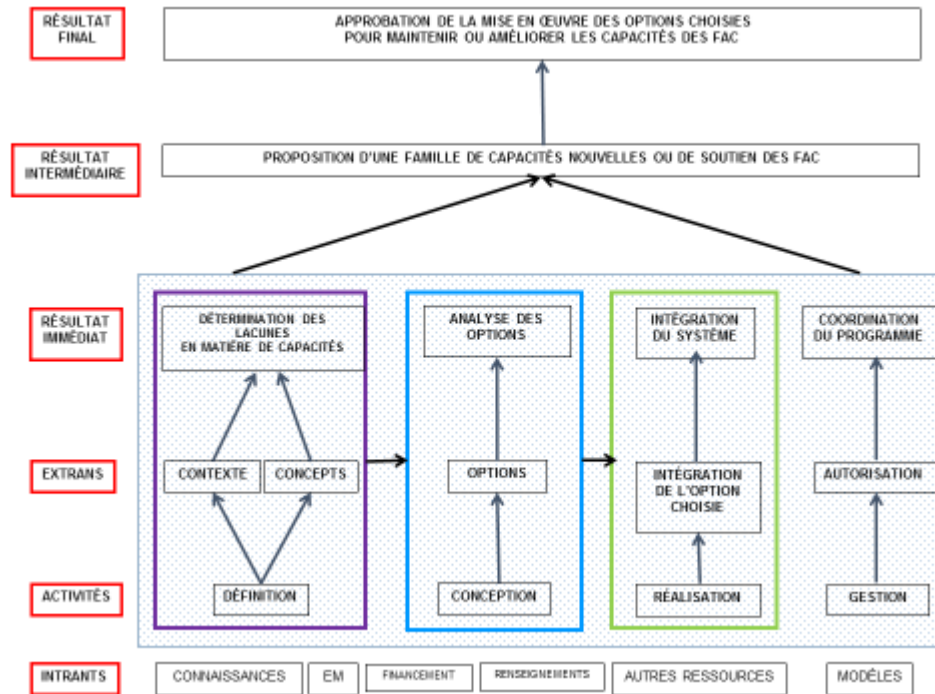 RÉSULTAT
FINAL
APPROBATION DE LA MISE EN ŒUVRE DES OPTIONS CHOISIES
POUR MAINTENIR OU AMÉLIORER LES CAPACITÉS DES FAC
RÉSULTAT
INTERMÉDIAIRE
PROPOSITION D'UNE FAMILLE DE CAPACITÉS NOUVELLES OU DE SOUTIEN DES FAC
RÉSULTAT
IMMÉDIAT
DÉTERMINATION DES
LACUNES
EN MATIÈRE DE CAPACITÉS
ANALYSE DES
OPTIONS
INTÉGRATION
DU SYSTÈME
COORDINATION
DU PROGRAMME
EXTRANS
CONTEXTE
CONCEPTS
OPTIONS
INTÉGRATION
DE L'OPTION
CHOISIE
AUTORISATION
ACTIVITÉS
DÉFINITION
CONCEPTION
RÉALISATION
GESTION
INTRANTS
CONNAISSANCES
EM
FINANCEMENT
RENSEIGNEMENTS
AUTRES RESSOURCES
MODÈLES